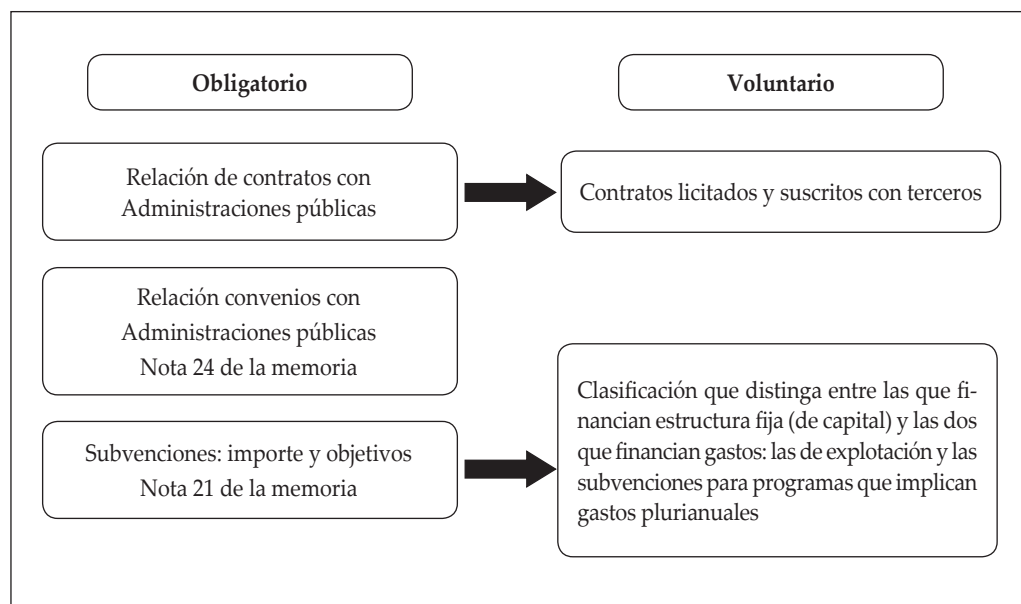 Obligatorio
Voluntario
Relación de contratos con
Administraciones públicas
Contratos licitados y suscritos con terceros
Relación convenios con
Administraciones públicas
Nota 24 de la memoria
Subvenciones: importe y objetivos
Nota 21 de la memoria
Clasificación que distinga entre las que fi-
nancian estructura fija (de capital) y las dos
que financian gastos: las de explotación y las
subvenciones para programas que implican
gastos plurianuales